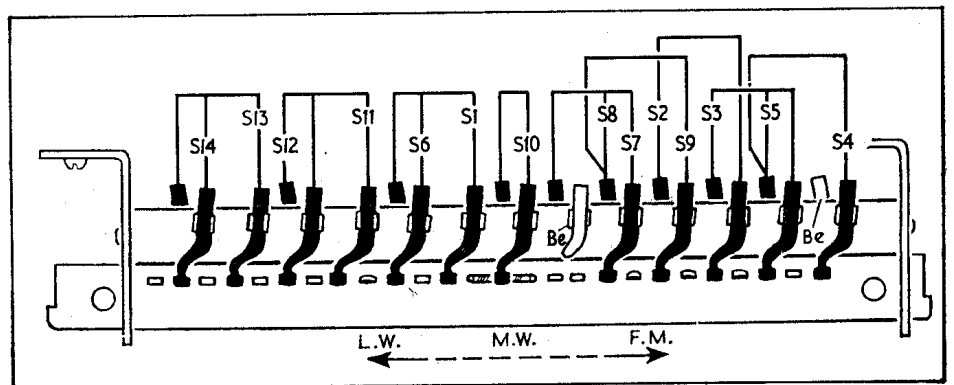 S14 S13 S12 S11 S6 S1 S10 S8 S7 S2 S9 S3 S5 S4
Be Be
L.W. M.W. F.M.